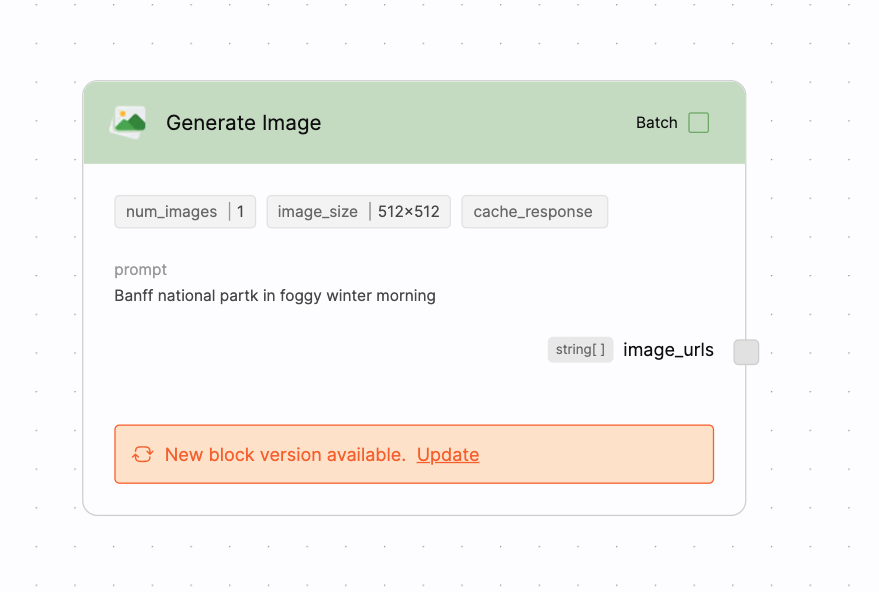 Generate Image
Batch
num_images | 1
image_size | 512×512
cache_response
prompt
Banff national partk in foggy winter morning
string[ ] image_urls
New block version available. Update